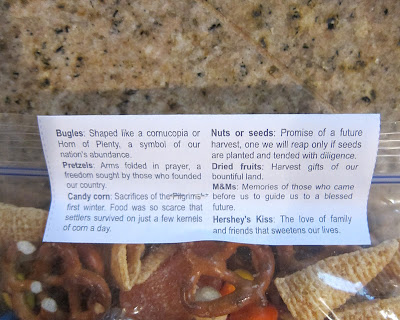 Bugles: Shaped like a cornucopia or
Horn of Plenty, a symbol of our
nation's abundance.
Pretzels: Arms folded in prayer, a
freedom sought by those who founded
our country.
Candy corn: Sacrifices of the Pilgrims'
first winter. Food was so scarce that
settlers survived on just a few kernels
of corn a day.
Nuts or seeds: Promise of a future
harvest, one we will reap only if seeds
are planted and tended with diligence.
Dried fruits: Harvest gifts of our
bountiful land.
M&Ms: Memories of those who came
before us to guide us to a blessed
future.
Hershey's Kiss: The love of family
and friends that sweetens our lives.